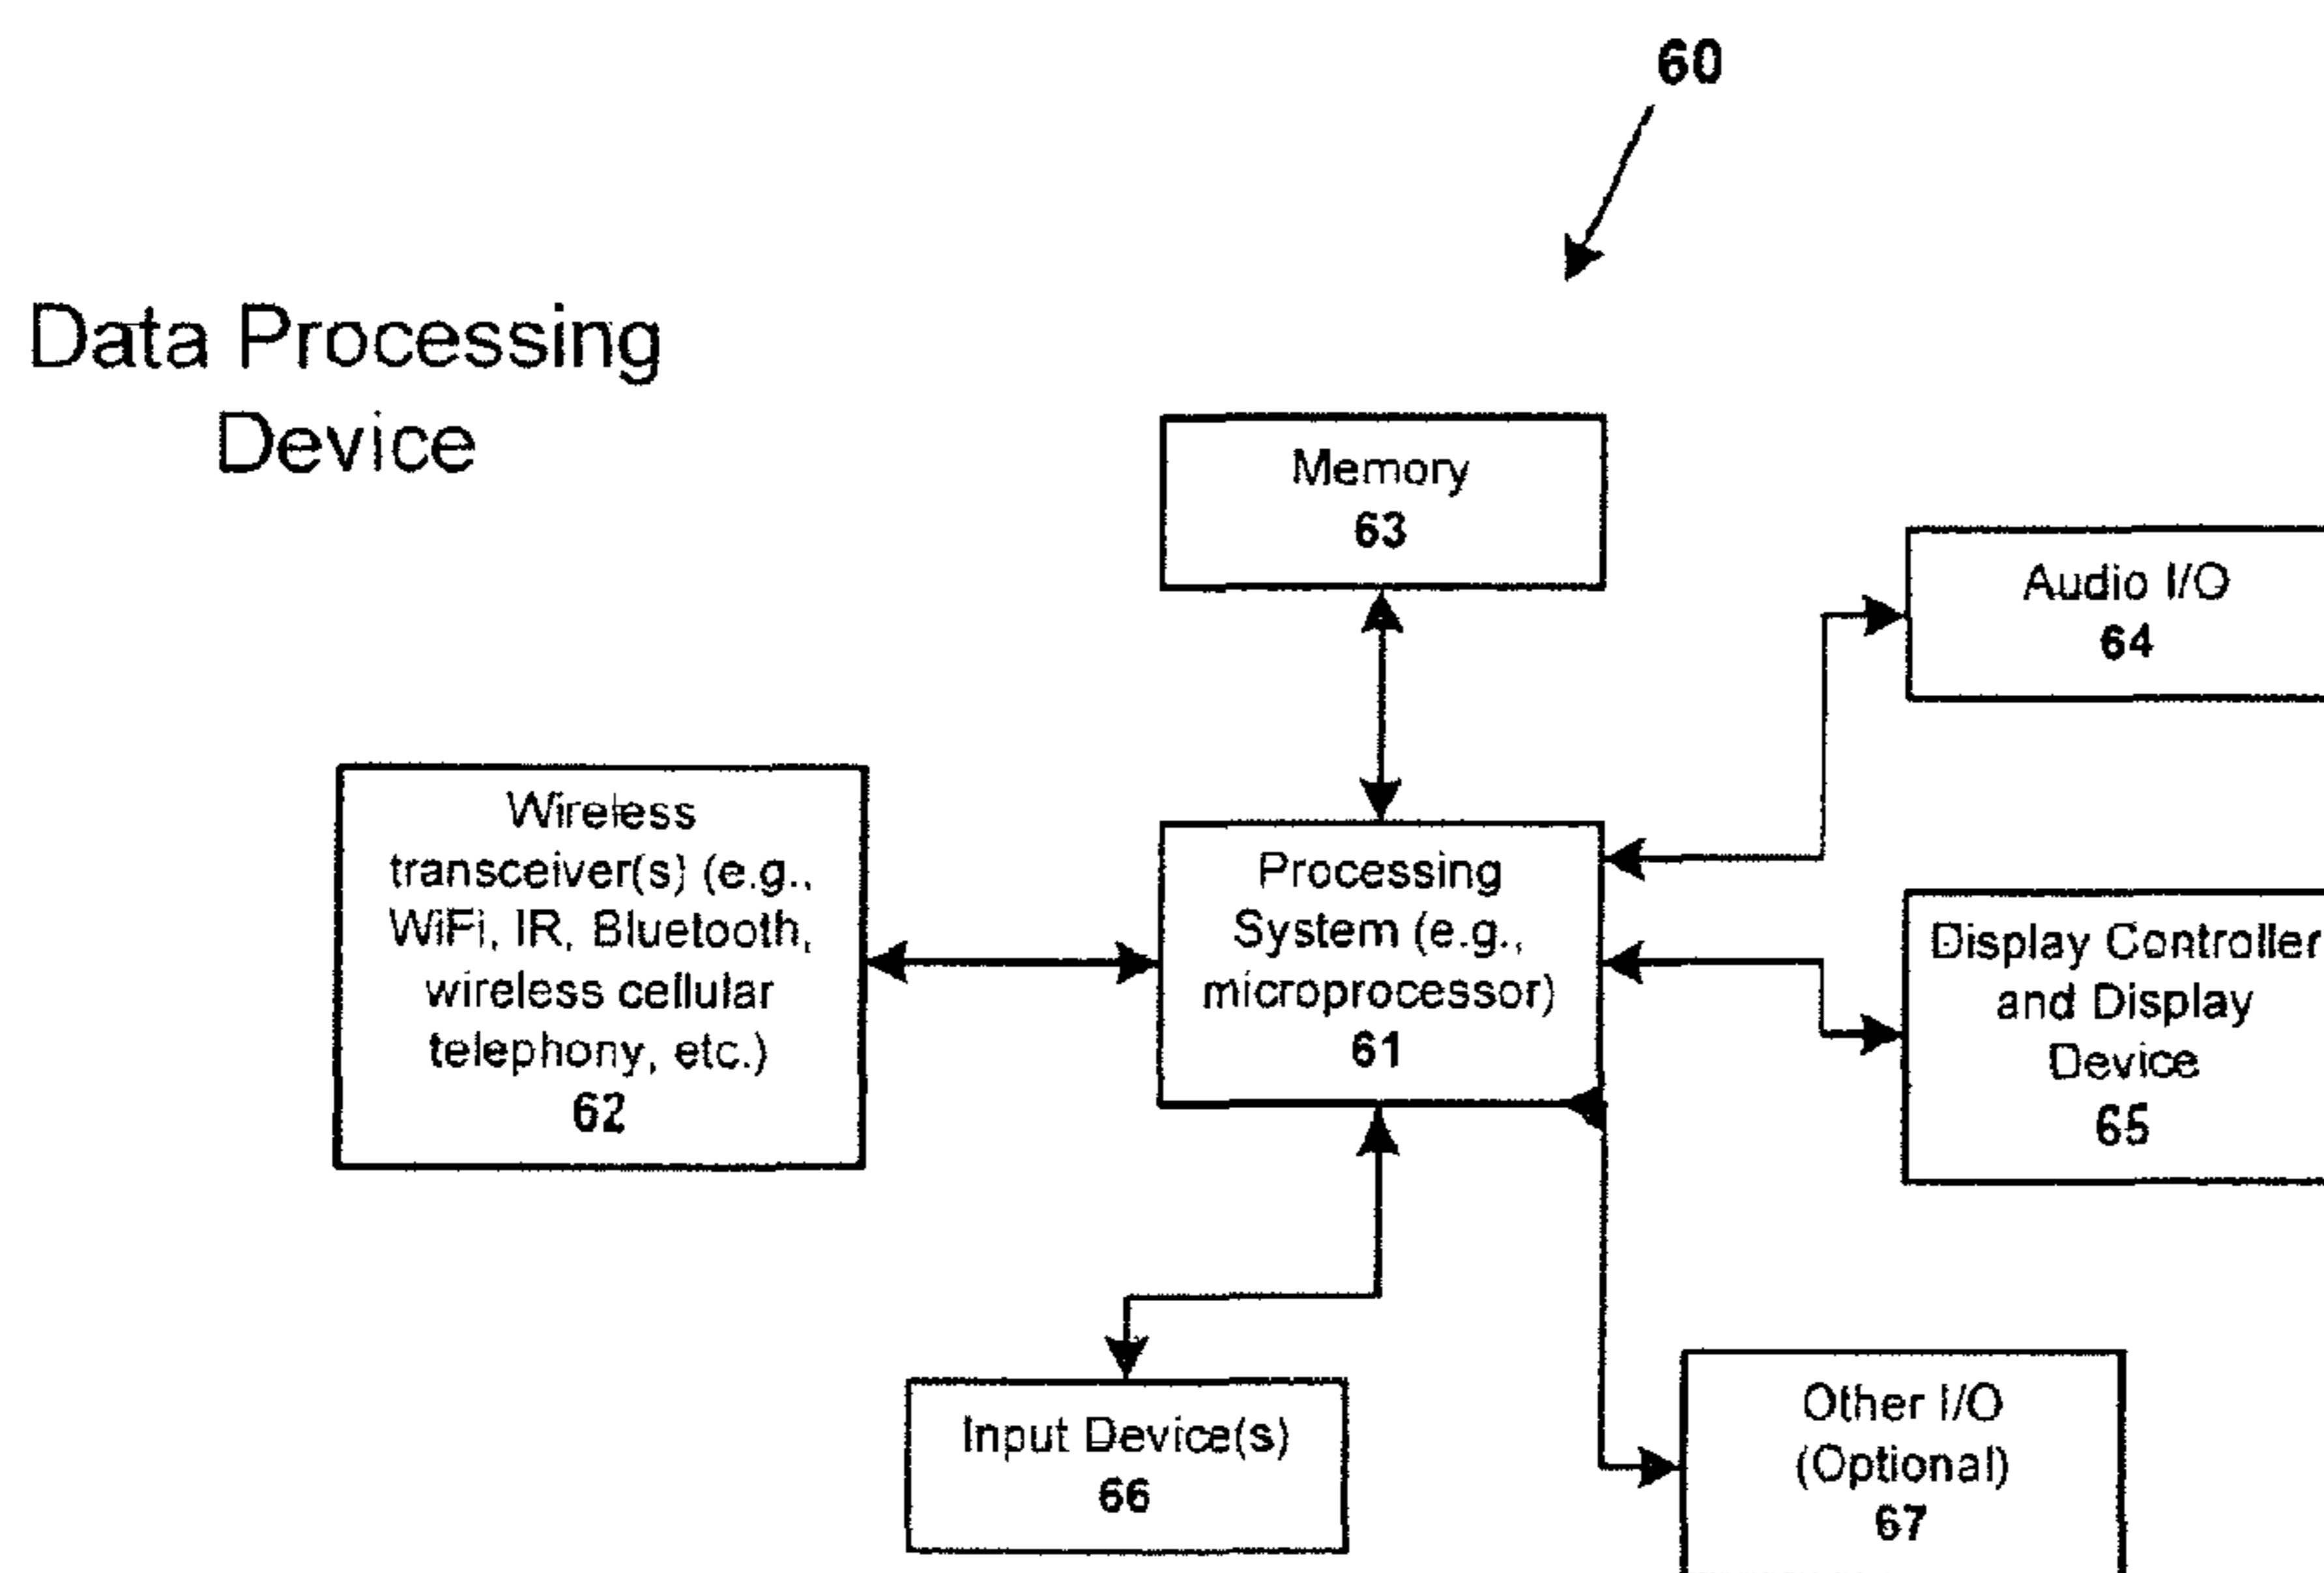 60
Data Processing
Device
Memory
63
Audio I/O
64
Wireless
transceiver(s) (e.g.,
WiFi, IR, Bluetooth,
wireless cellular
telephony, etc.)
62
Processing
System (e.g.,
microprocessor)
61
Display Controller
and Display
Device
65
Input Device(s)
66
Other I/O
(Optional)
67